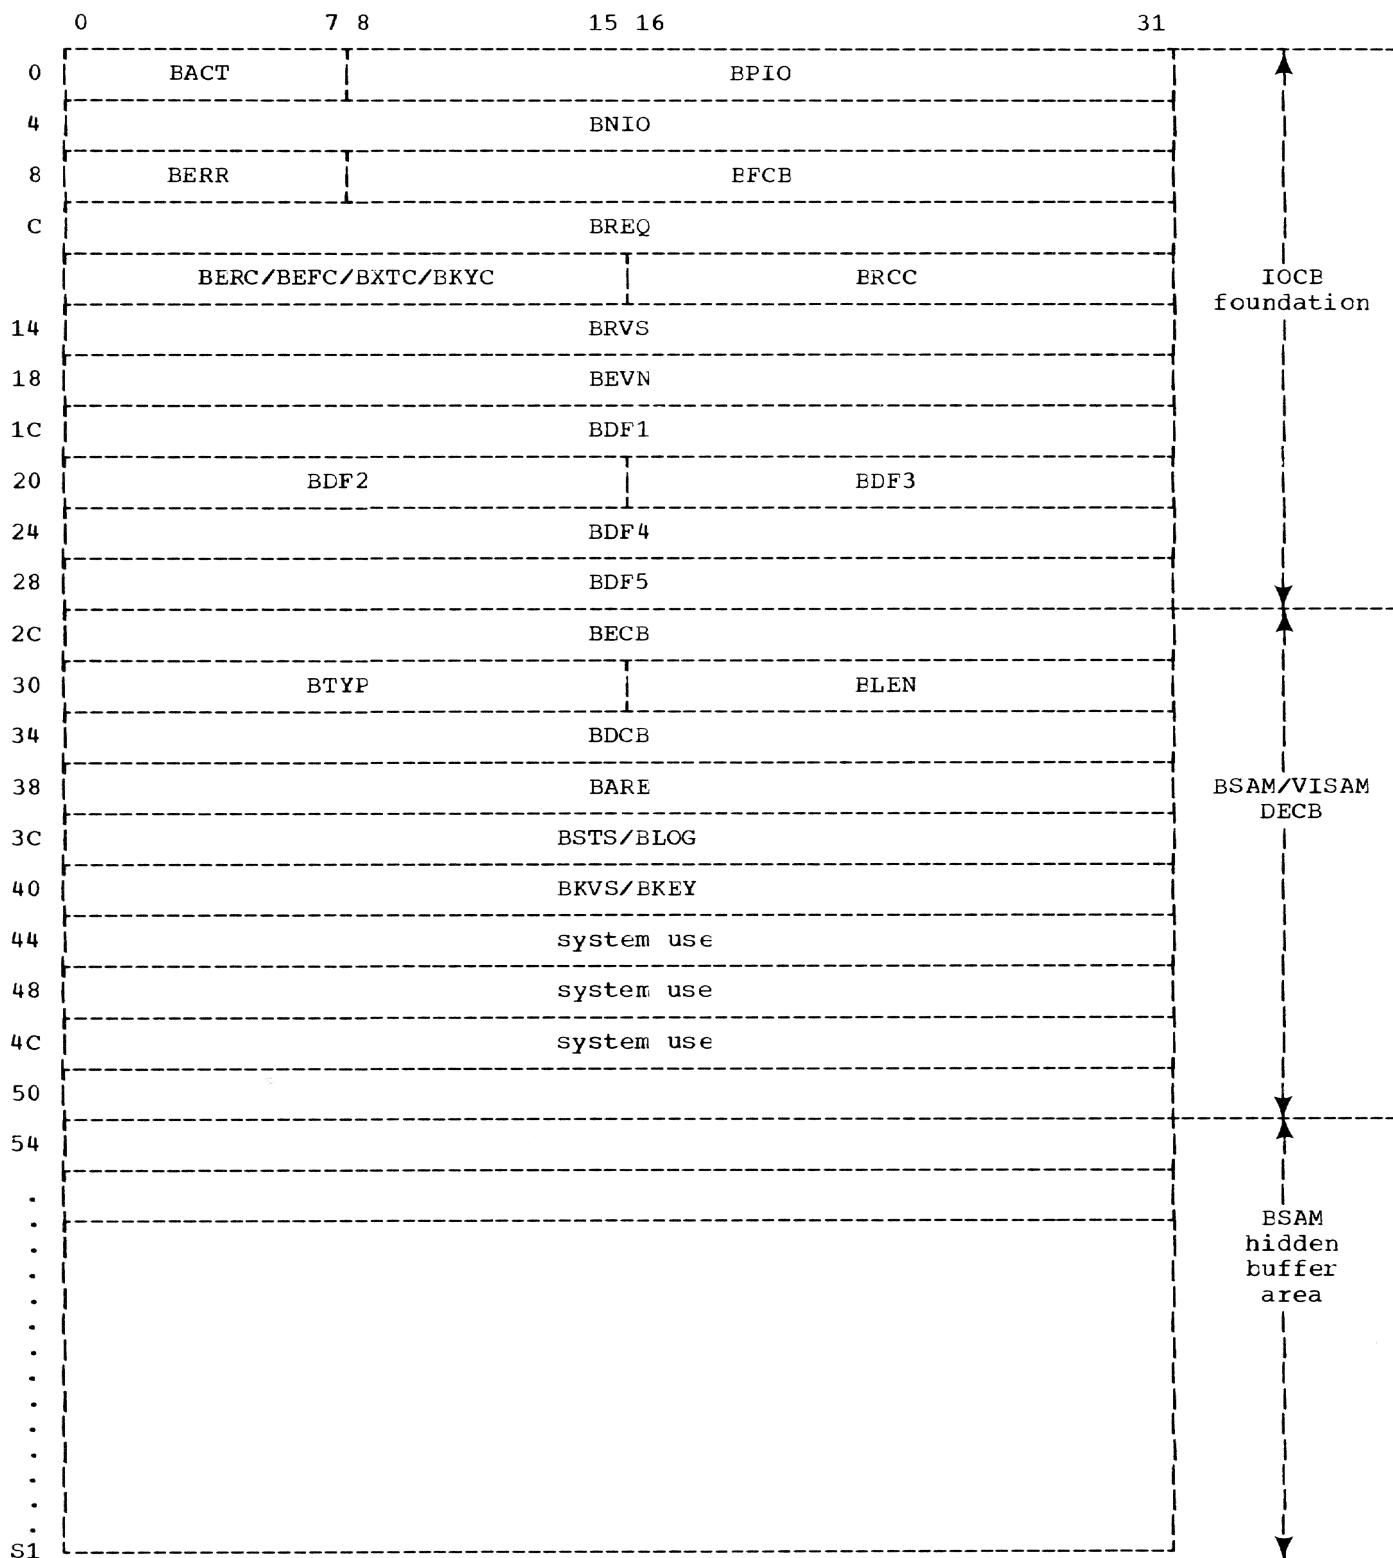 0 7 8 15 16 31
0 BACT BPIO
4 BNIO
8 BERR BFCB
C BREQ
BERC/BEFC/BXTC/BKYC BRCC
IOCB
foundation
14 BRVS
18 BEVN
1C BDF1
20 BDF2 BDF3
24 BDF4
28 BDF5
2C BECB
30 BTYP BLEN
34 BDCB
38 BARE
BSAM/VISAM
DECB
3C BSTS/BLOG
40 BKVS/BKEY
44 system use
48 system use
4C system use
50
54
BSAM
hidden
buffer
area
S1